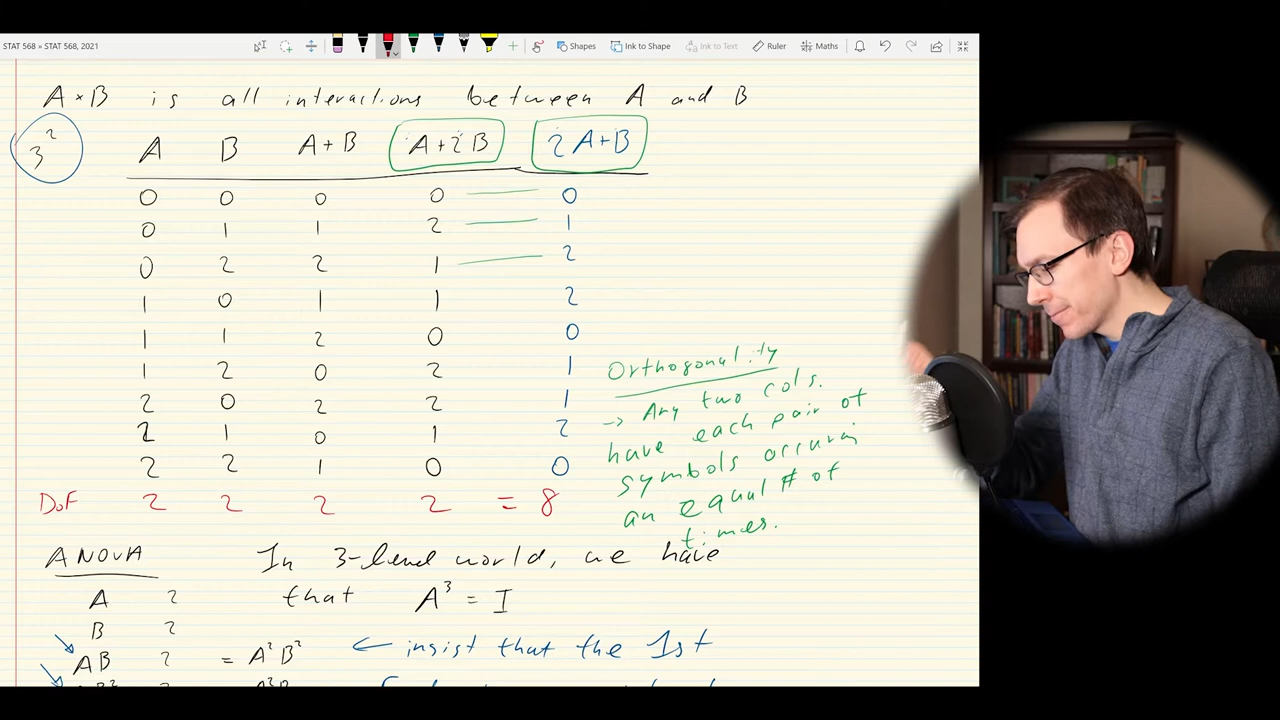 STAT 568 » STAT 568, 2021
Shapes Ink to Shape Ink to Text Ruler Maths
A×B is all interactions between A and B
3² A B A+B A+2B 2A+B
0 0 0 0 0
0 1 1 2 1
0 2 2 1 2
1 0 1 1 2
1 1 2 0 0
1 2 0 2 1
2 0 2 2 1
2 1 0 1 2
2 2 1 0 0
DoF 2 2 2 2 = 8
Orthogonality
→ Any two cols.
have each pair of
symbols occuring
an equal # of
times.
ANOVA In 3-level world, we have
A 2 that A³ = I
B 2
AB 2 = A²B² ← insist that the 1st